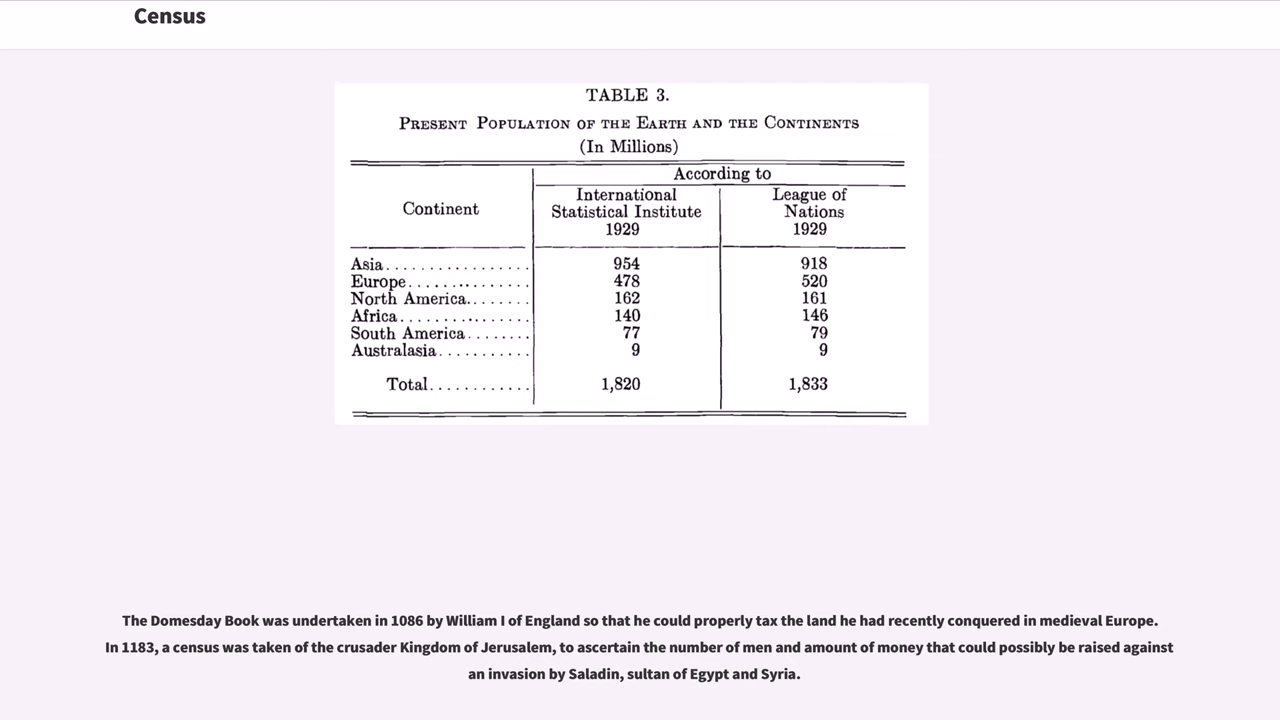 Census
TABLE 3.
PRESENT POPULATION OF THE EARTH AND THE CONTINENTS
(In Millions)
According to
Continent
International
Statistical Institute
1929
League of
Nations
1929
Asia................. 954 918
Europe.............. 478 520
North America........ 162 161
Africa............... 140 146
South America........ 77 79
Australasia........... 9 9
Total............ 1,820 1,833
The Domesday Book was undertaken in 1086 by William I of England so that he could properly tax the land he had recently conquered in medieval Europe.
In 1183, a census was taken of the crusader Kingdom of Jerusalem, to ascertain the number of men and amount of money that could possibly be raised against
an invasion by Saladin, sultan of Egypt and Syria.